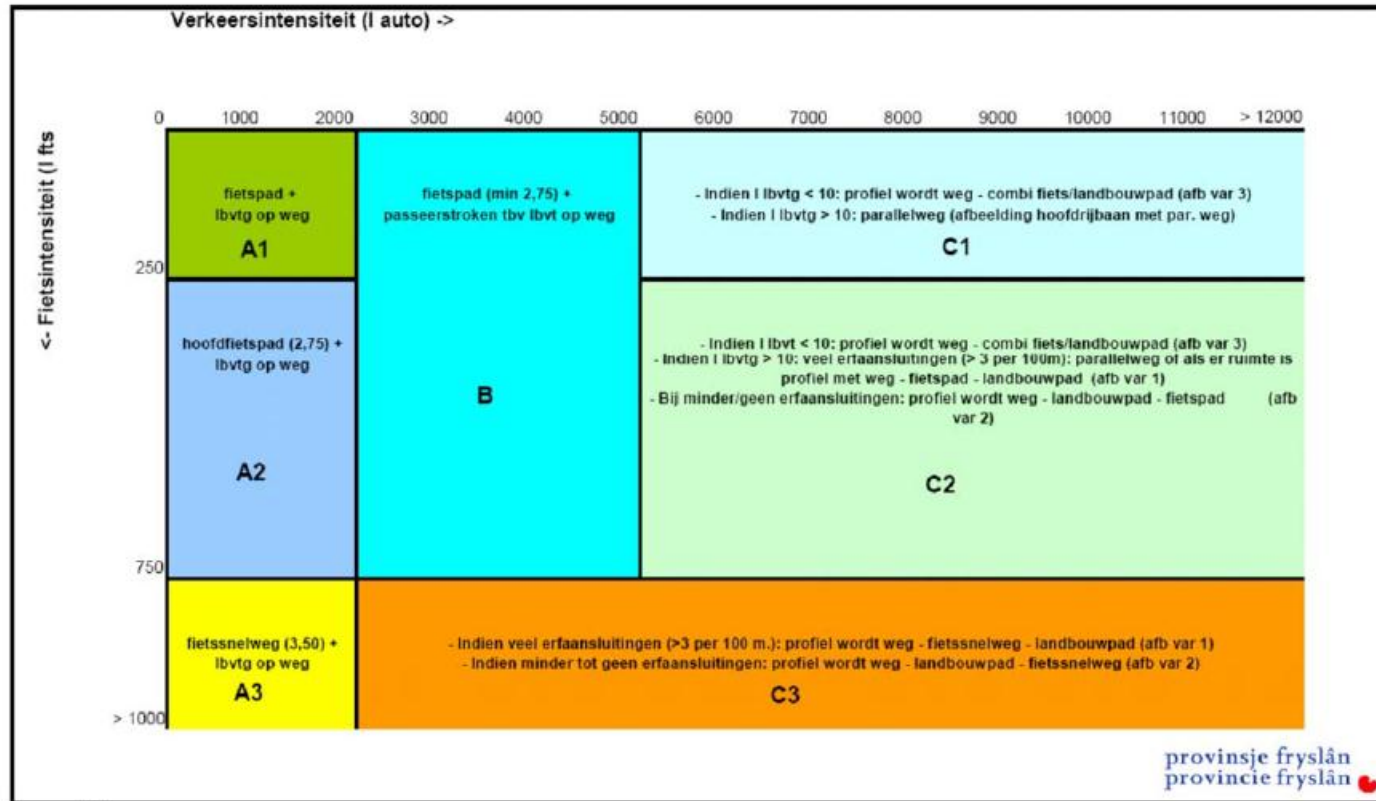 Verkeersintensiteit (I auto) ->
<- Fietsintensiteit (I fts
0 1000 2000 3000 4000 5000 6000 7000 8000 9000 10000 11000 > 12000
fietspad +
lbvtg op weg
A1
fietspad (min 2,75) +
passeerstroken tbv lbvt op weg
B
- Indien I lbvtg < 10: profiel wordt weg - combi fiets/landbouwpad (afb var 3)
- Indien I lbvtg > 10: parallelweg (afbeelding hoofdrijbaan met par. weg)
C1
250
hoofdfietspad (2,75) +
lbvtg op weg
A2
- Indien I lbvt < 10: profiel wordt weg - combi fiets/landbouwpad (afb var 3)
- Indien I lbvtg > 10: veel erfaansluitingen (> 3 per 100m): parallelweg of als er ruimte is
profiel met weg - fietspad - landbouwpad (afb var 1)
- Bij minder/geen erfaansluitingen: profiel wordt weg - landbouwpad - fietspad (afb
var 2)
C2
750
fietssnelweg (3,50) +
lbvtg op weg
A3
- Indien veel erfaansluitingen (>3 per 100 m.): profiel wordt weg - fietssnelweg - landbouwpad (afb var 1)
- Indien minder tot geen erfaansluitingen: profiel wordt weg - landbouwpad - fietssnelweg (afb var 2)
C3
> 1000
provinsje fryslân
provincie fryslân